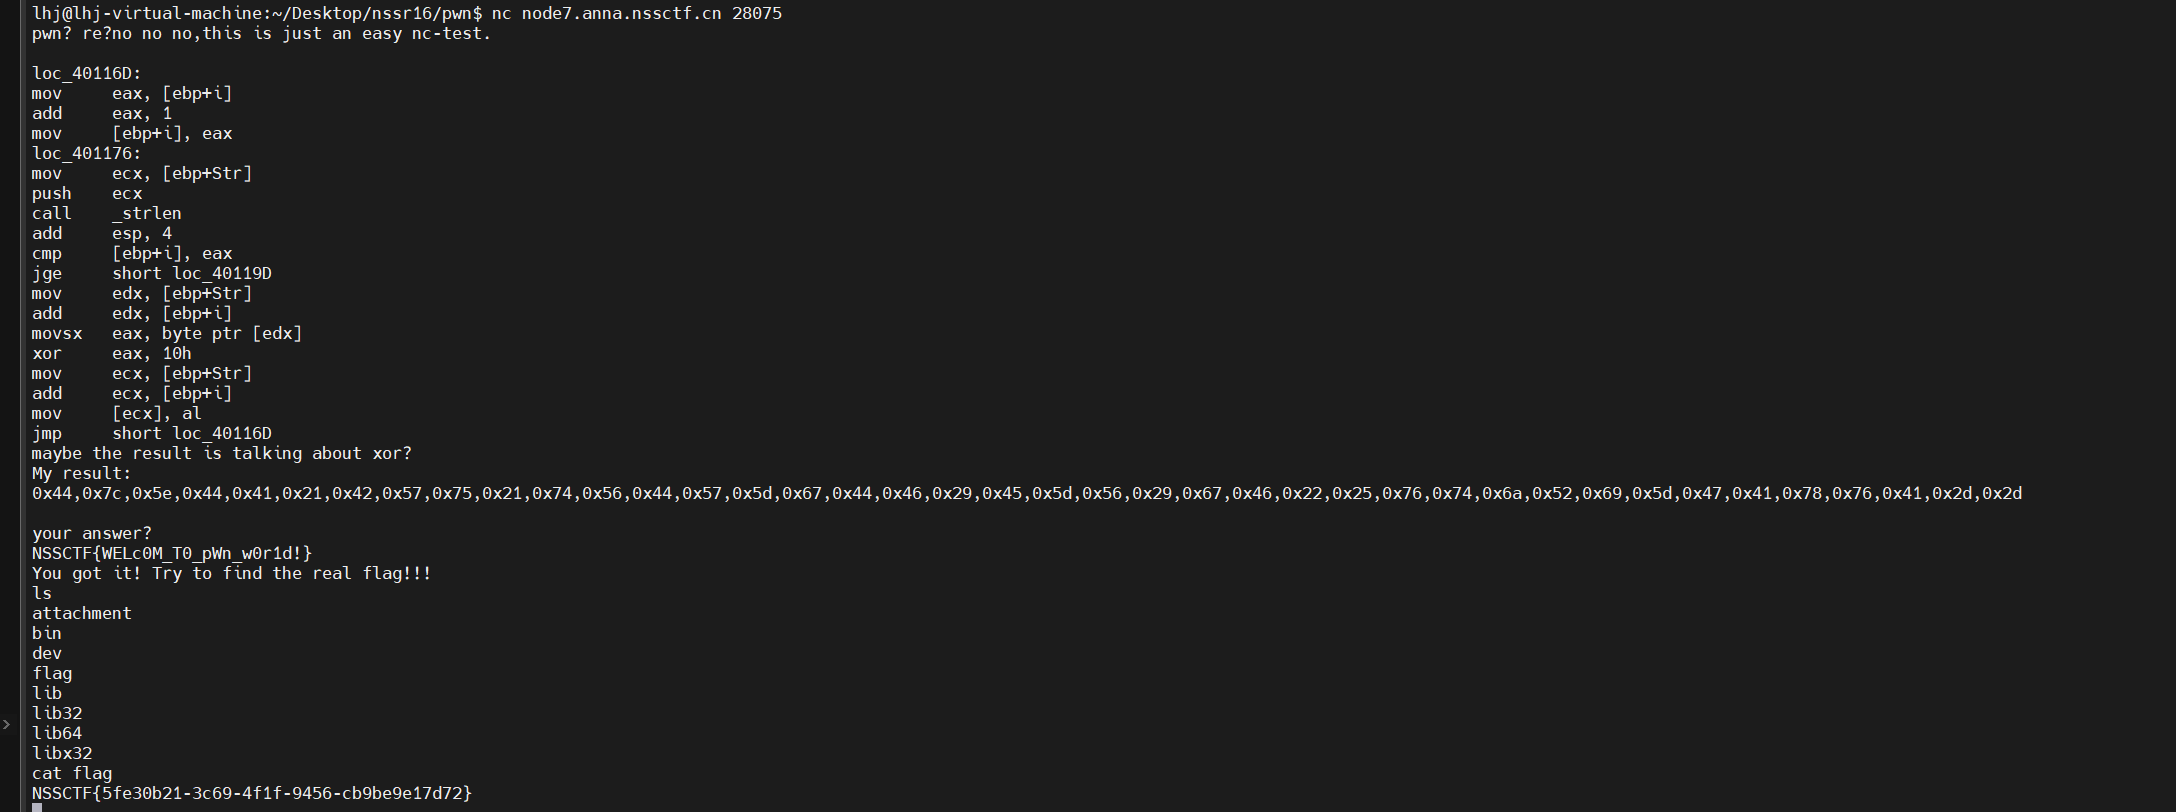 lhj@lhj-virtual-machine:~/Desktop/nssr16/pwn$ nc node7.anna.nssctf.cn 28075
pwn? re?no no no,this is just an easy nc-test.

loc_40116D:
mov     eax, [ebp+i]
add     eax, 1
mov     [ebp+i], eax
loc_401176:
mov     ecx, [ebp+Str]
push    ecx
call    _strlen
add     esp, 4
cmp     [ebp+i], eax
jge     short loc_40119D
mov     edx, [ebp+Str]
add     edx, [ebp+i]
movsx   eax, byte ptr [edx]
xor     eax, 10h
mov     ecx, [ebp+Str]
add     ecx, [ebp+i]
mov     [ecx], al
jmp     short loc_40116D
maybe the result is talking about xor?
My result:
0x44,0x7c,0x5e,0x44,0x41,0x21,0x42,0x57,0x75,0x21,0x74,0x56,0x44,0x57,0x5d,0x67,0x44,0x46,0x29,0x45,0x5d,0x56,0x29,0x67,0x46,0x22,0x25,0x76,0x74,0x6a,0x52,0x69,0x5d,0x47,0x41,0x78,0x76,0x41,0x2d,0x2d

your answer?
NSSCTF{WELc0M_T0_pWn_w0r1d!}
You got it! Try to find the real flag!!!
ls
attachment
bin
dev
flag
lib
lib32
lib64
libx32
cat flag
NSSCTF{5fe30b21-3c69-4f1f-9456-cb9be9e17d72}